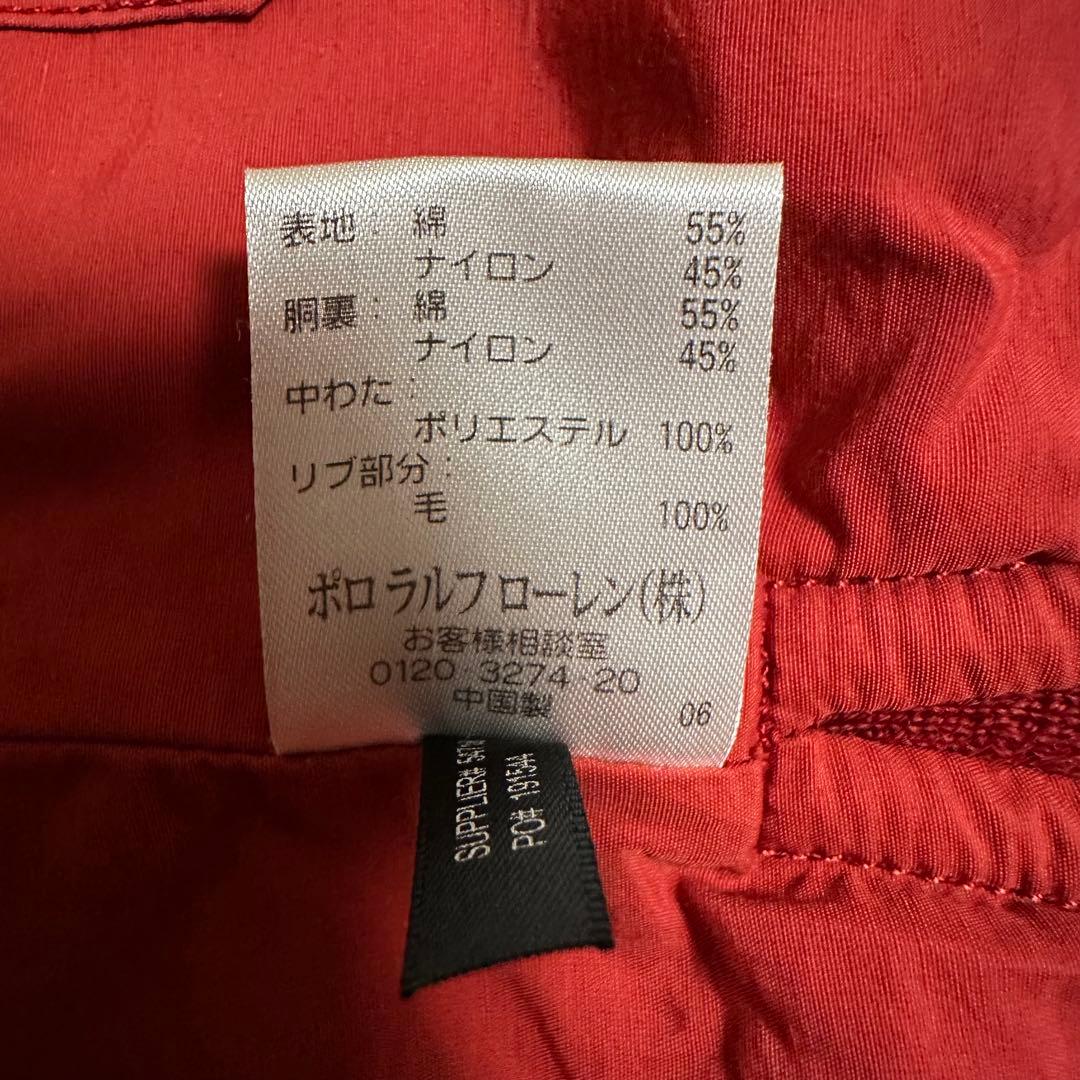 表地: 綿 55%
ナイロン 45%
胴裏: 綿 55%
ナイロン 45%
中わた:
ポリエステル 100%
リブ部分:
毛 100%
ポロ ラルフ ローレン(株)
お客様相談室
0120・3274・20
中国製 06
SUPPLIER#
PO# 191544